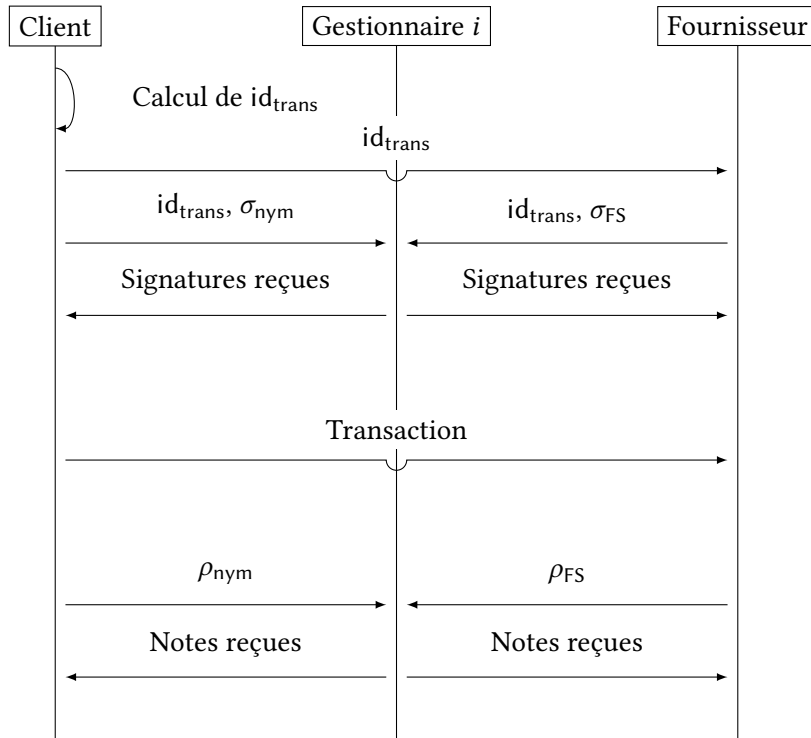 Client Gestionnaire i Fournisseur
Calcul de id_trans
id_trans
id_trans, σ_nym id_trans, σ_FS
Signatures reçues Signatures reçues
Transaction
ρ_nym ρ_FS
Notes reçues Notes reçues